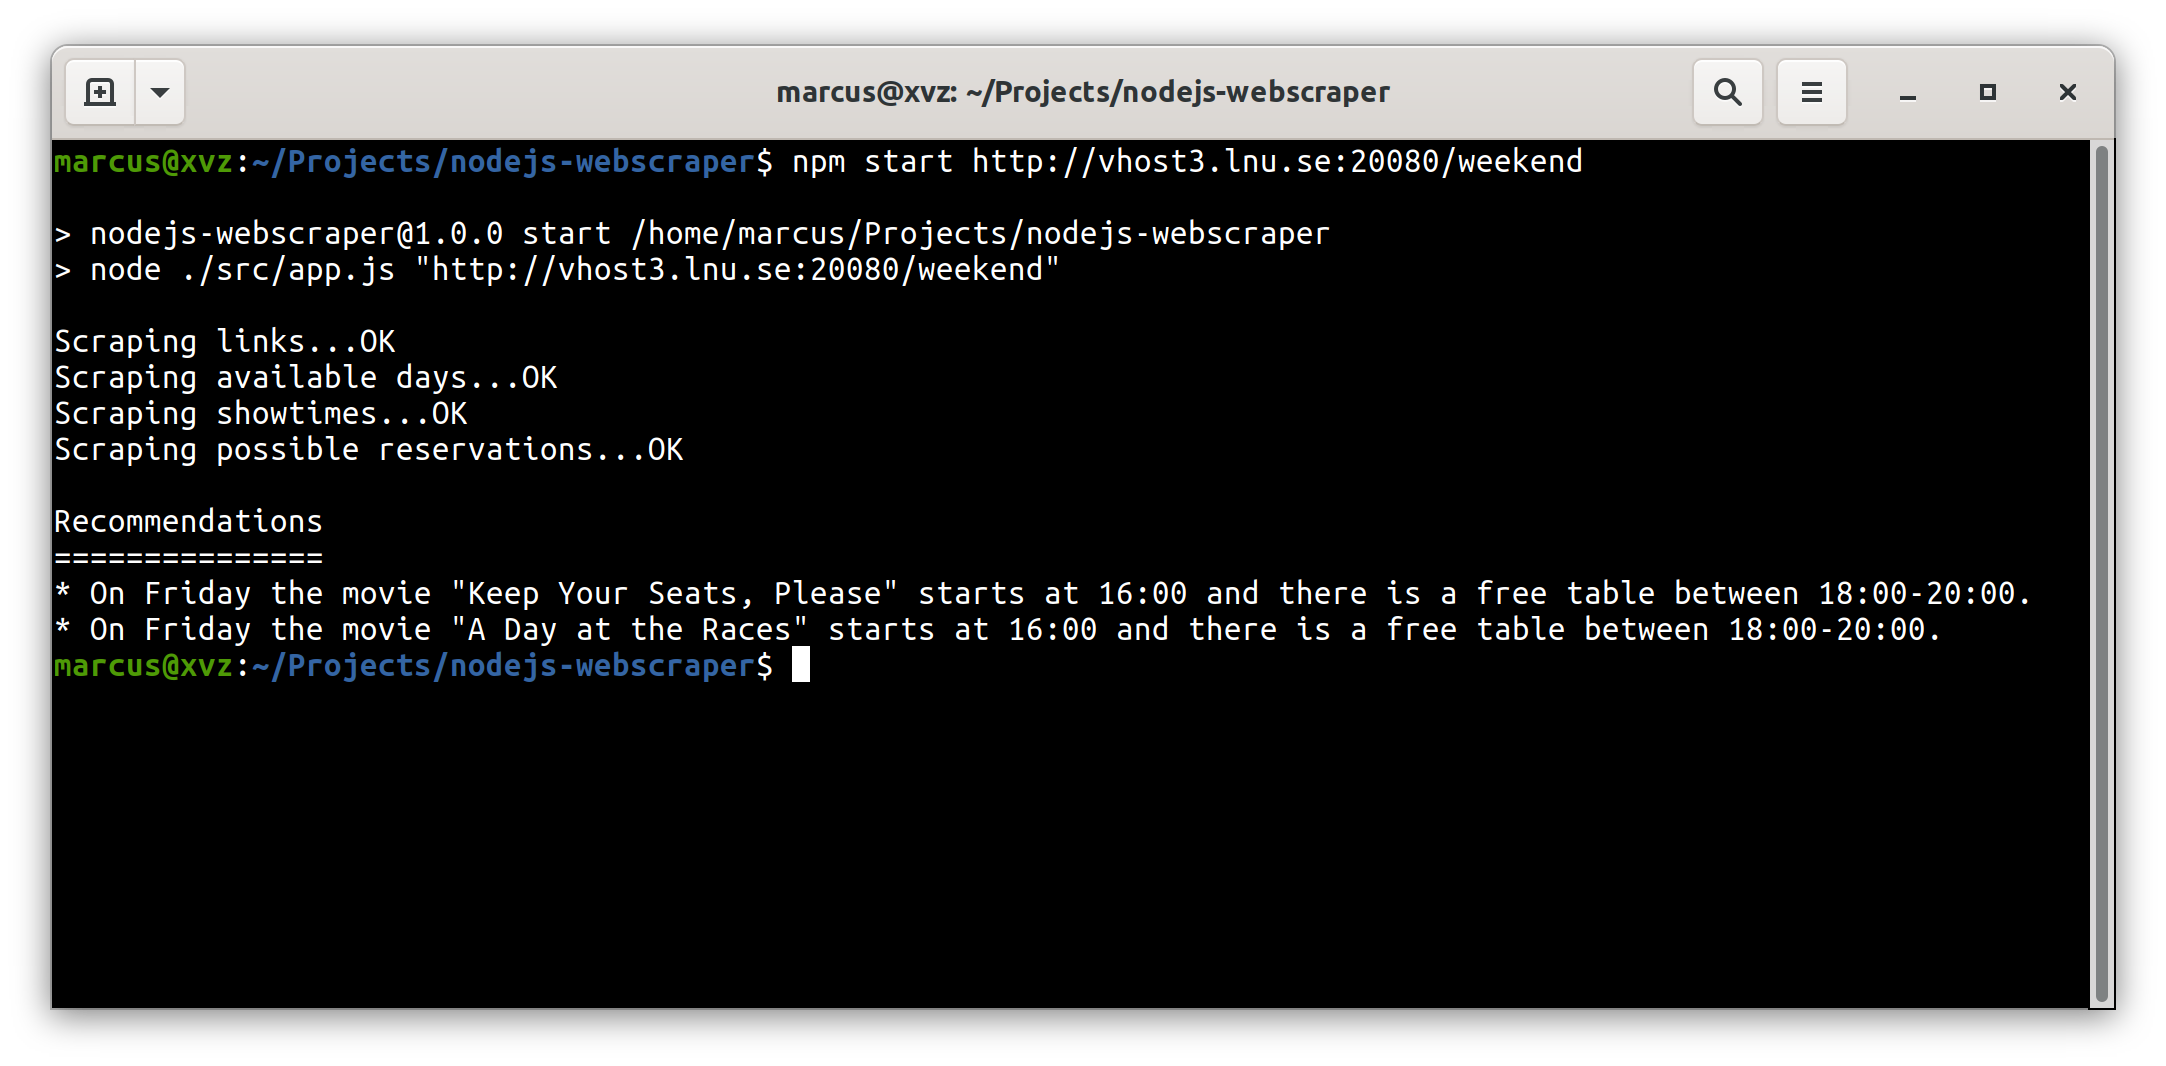 marcus@xvz: ~/Projects/nodejs-webscraper
marcus@xvz:~/Projects/nodejs-webscraper$ npm start http://vhost3.lnu.se:20080/weekend
> nodejs-webscraper@1.0.0 start /home/marcus/Projects/nodejs-webscraper
> node ./src/app.js "http://vhost3.lnu.se:20080/weekend"
Scraping links...OK
Scraping available days...OK
Scraping showtimes...OK
Scraping possible reservations...OK
Recommendations
===============
* On Friday the movie "Keep Your Seats, Please" starts at 16:00 and there is a free table between 18:00-20:00.
* On Friday the movie "A Day at the Races" starts at 16:00 and there is a free table between 18:00-20:00.
marcus@xvz:~/Projects/nodejs-webscraper$